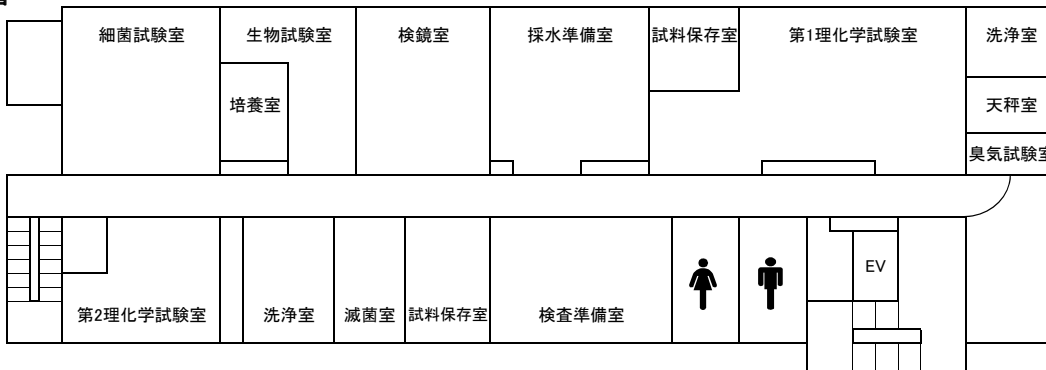 細菌試験室
生物試験室
検鏡室
採水準備室
試料保存室
第1理化学試験室
洗浄室
培養室
天秤室
臭気試験室
EV
第2理化学試験室
洗浄室
滅菌室
試料保存室
検査準備室